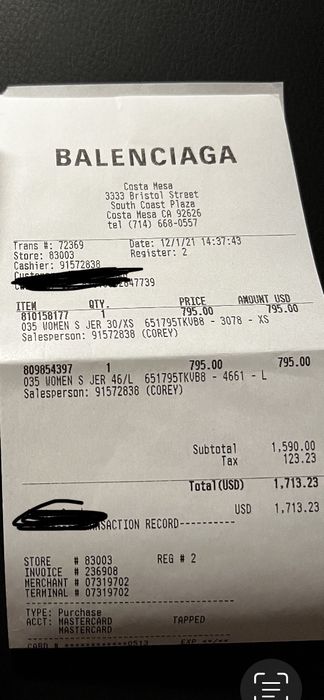 BALENCIAGA
Costa Mesa
3333 Bristol Street
South Coast Plaza
Costa Mesa CA 92626
tel (714) 668-0557
Trans #: 72369 Date: 12/1/21 14:37:43
Store: 83003 Register: 2
Cashier: 91572838
47739
ITEM QTY. PRICE AMOUNT USD
810158177 1 795.00 795.00
035 WOMEN S JER 30/XS 651795TKVB8 - 3078 - XS
Salesperson: 91572838 (COREY)
809854397 1 795.00 795.00
035 WOMEN S JER 46/L 651795TKVB8 - 4661 - L
Salesperson: 91572838 (COREY)
Subtotal 1,590.00
Tax 123.23
Total(USD) 1,713.23
USD 1,713.23
SACTION RECORD----------
STORE # 83003 REG # 2
INVOICE # 236908
MERCHANT # 07319702
TERMINAL # 07319702
TYPE: Purchase
ACCT: MASTERCARD TAPPED
MASTERCARD
CARD # ************0513 EXP **/**